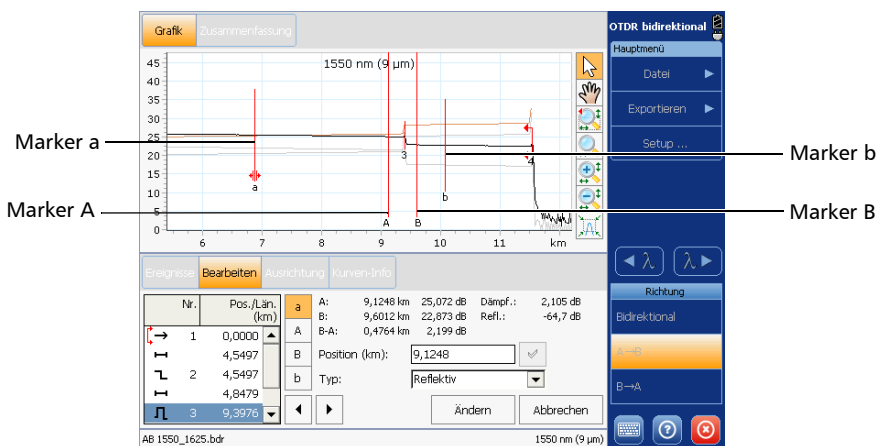 Grafik Zusammenfassung
OTDR bidirektional
Hauptmenü
Datei
Exportieren
Setup ...
1550 nm (9 µm)
45
40
35
30
25
20
15
10
5
0
6 7 8 9 10 11 km
3
4
a
b
A
B
Marker a
Marker A
Marker b
Marker B
λ λ
Richtung
Bidirektional
A→B
B→A
Ereignisse Bearbeiten Ausrichtung Kurven-Info
Nr. Pos./Län. (km)
1 0,0000
4,5497
2 4,5497
4,8479
3 9,3976
a
A
B
b
A: 9,1248 km 25,072 dB Dämpf.: 2,105 dB
B: 9,6012 km 22,873 dB Refl.: -64,7 dB
B-A: 0,4764 km 2,199 dB
Position (km): 9,1248
Typ: Reflektiv
Ändern Abbrechen
AB 1550_1625.bdr 1550 nm (9 µm)